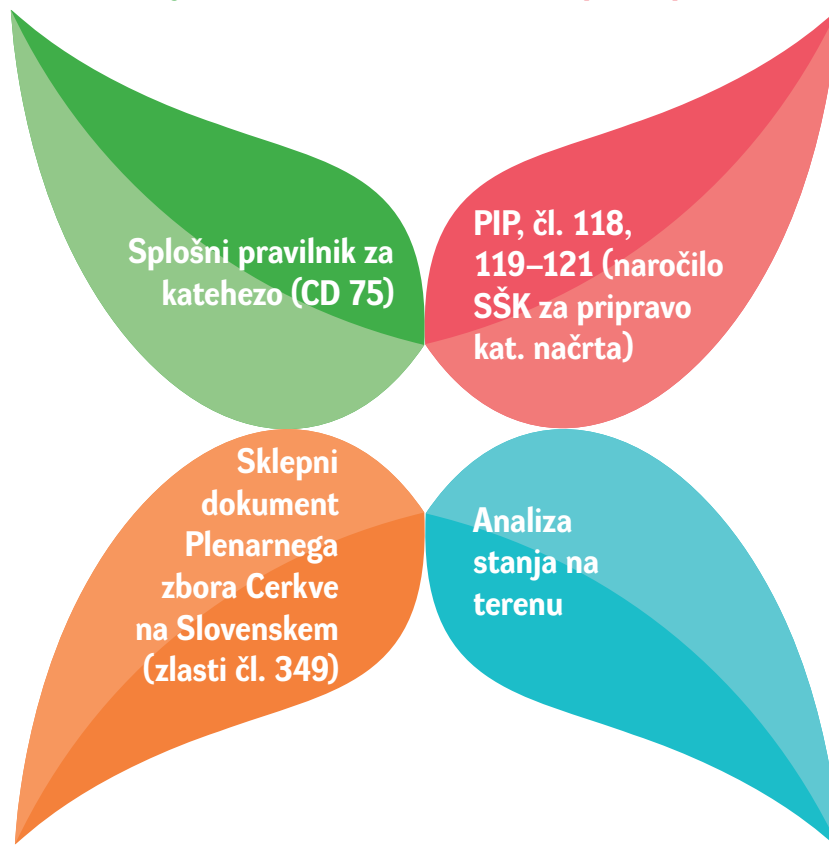 Splošni pravilnik za
katehezo (CD 75)
PIP, čl. 118,
119–121 (naročilo
SŠK za pripravo
kat. načrta)
Sklepni
dokument
Plenarnega
zbora Cerkve
na Slovenskem
(zlasti čl. 349)
Analiza
stanja na
terenu